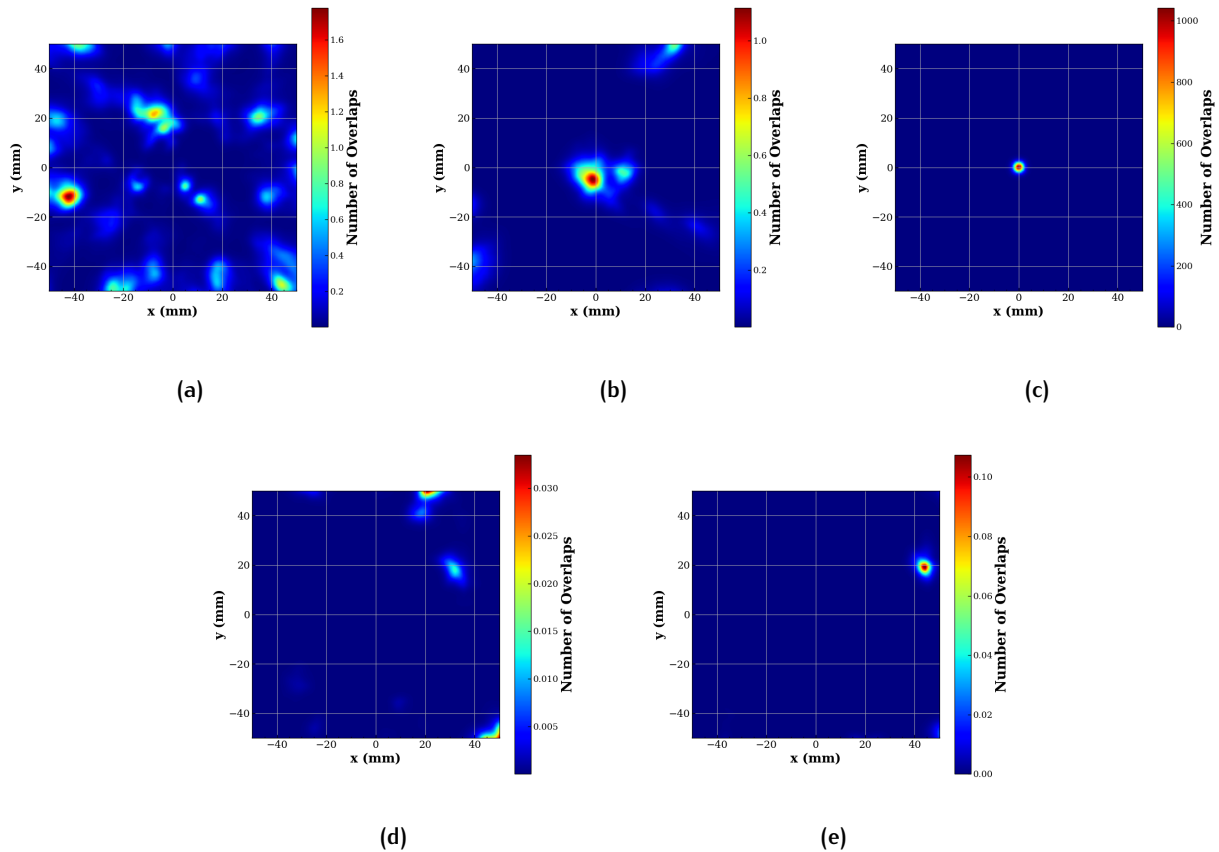 1.6
1.4
1.2
1.0
0.8
0.6
0.4
0.2
Number of Overlaps
40
20
0
−20
−40
y (mm)
−40 −20 0 20 40
x (mm)
(a)
1.0
0.8
0.6
0.4
0.2
Number of Overlaps
40
20
0
−20
−40
y (mm)
−40 −20 0 20 40
x (mm)
(b)
1000
800
600
400
200
0
Number of Overlaps
40
20
0
−20
−40
y (mm)
−40 −20 0 20 40
x (mm)
(c)
0.030
0.025
0.020
0.015
0.010
0.005
Number of Overlaps
40
20
0
−20
−40
y (mm)
−40 −20 0 20 40
x (mm)
(d)
0.10
0.08
0.06
0.04
0.02
0.00
Number of Overlaps
40
20
0
−20
−40
y (mm)
−40 −20 0 20 40
x (mm)
(e)